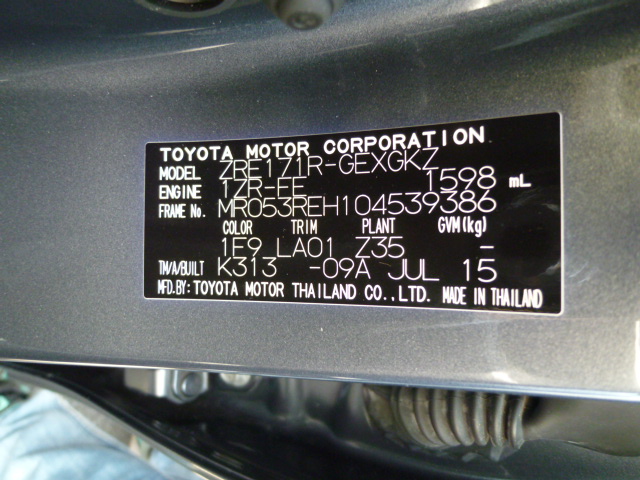 TOYOTA MOTOR CORPORATION
MODEL ZRE171R-GEXGKZ
ENGINE 1ZR-FE 1598 mL
FRAME No. MR053REH104539386
COLOR TRIM PLANT GVM(kg)
1F9 LA01 Z35 -
TM/A/BUILT K313 -09A JUL 15
MFD.BY: TOYOTA MOTOR THAILAND CO.,LTD. MADE IN THAILAND